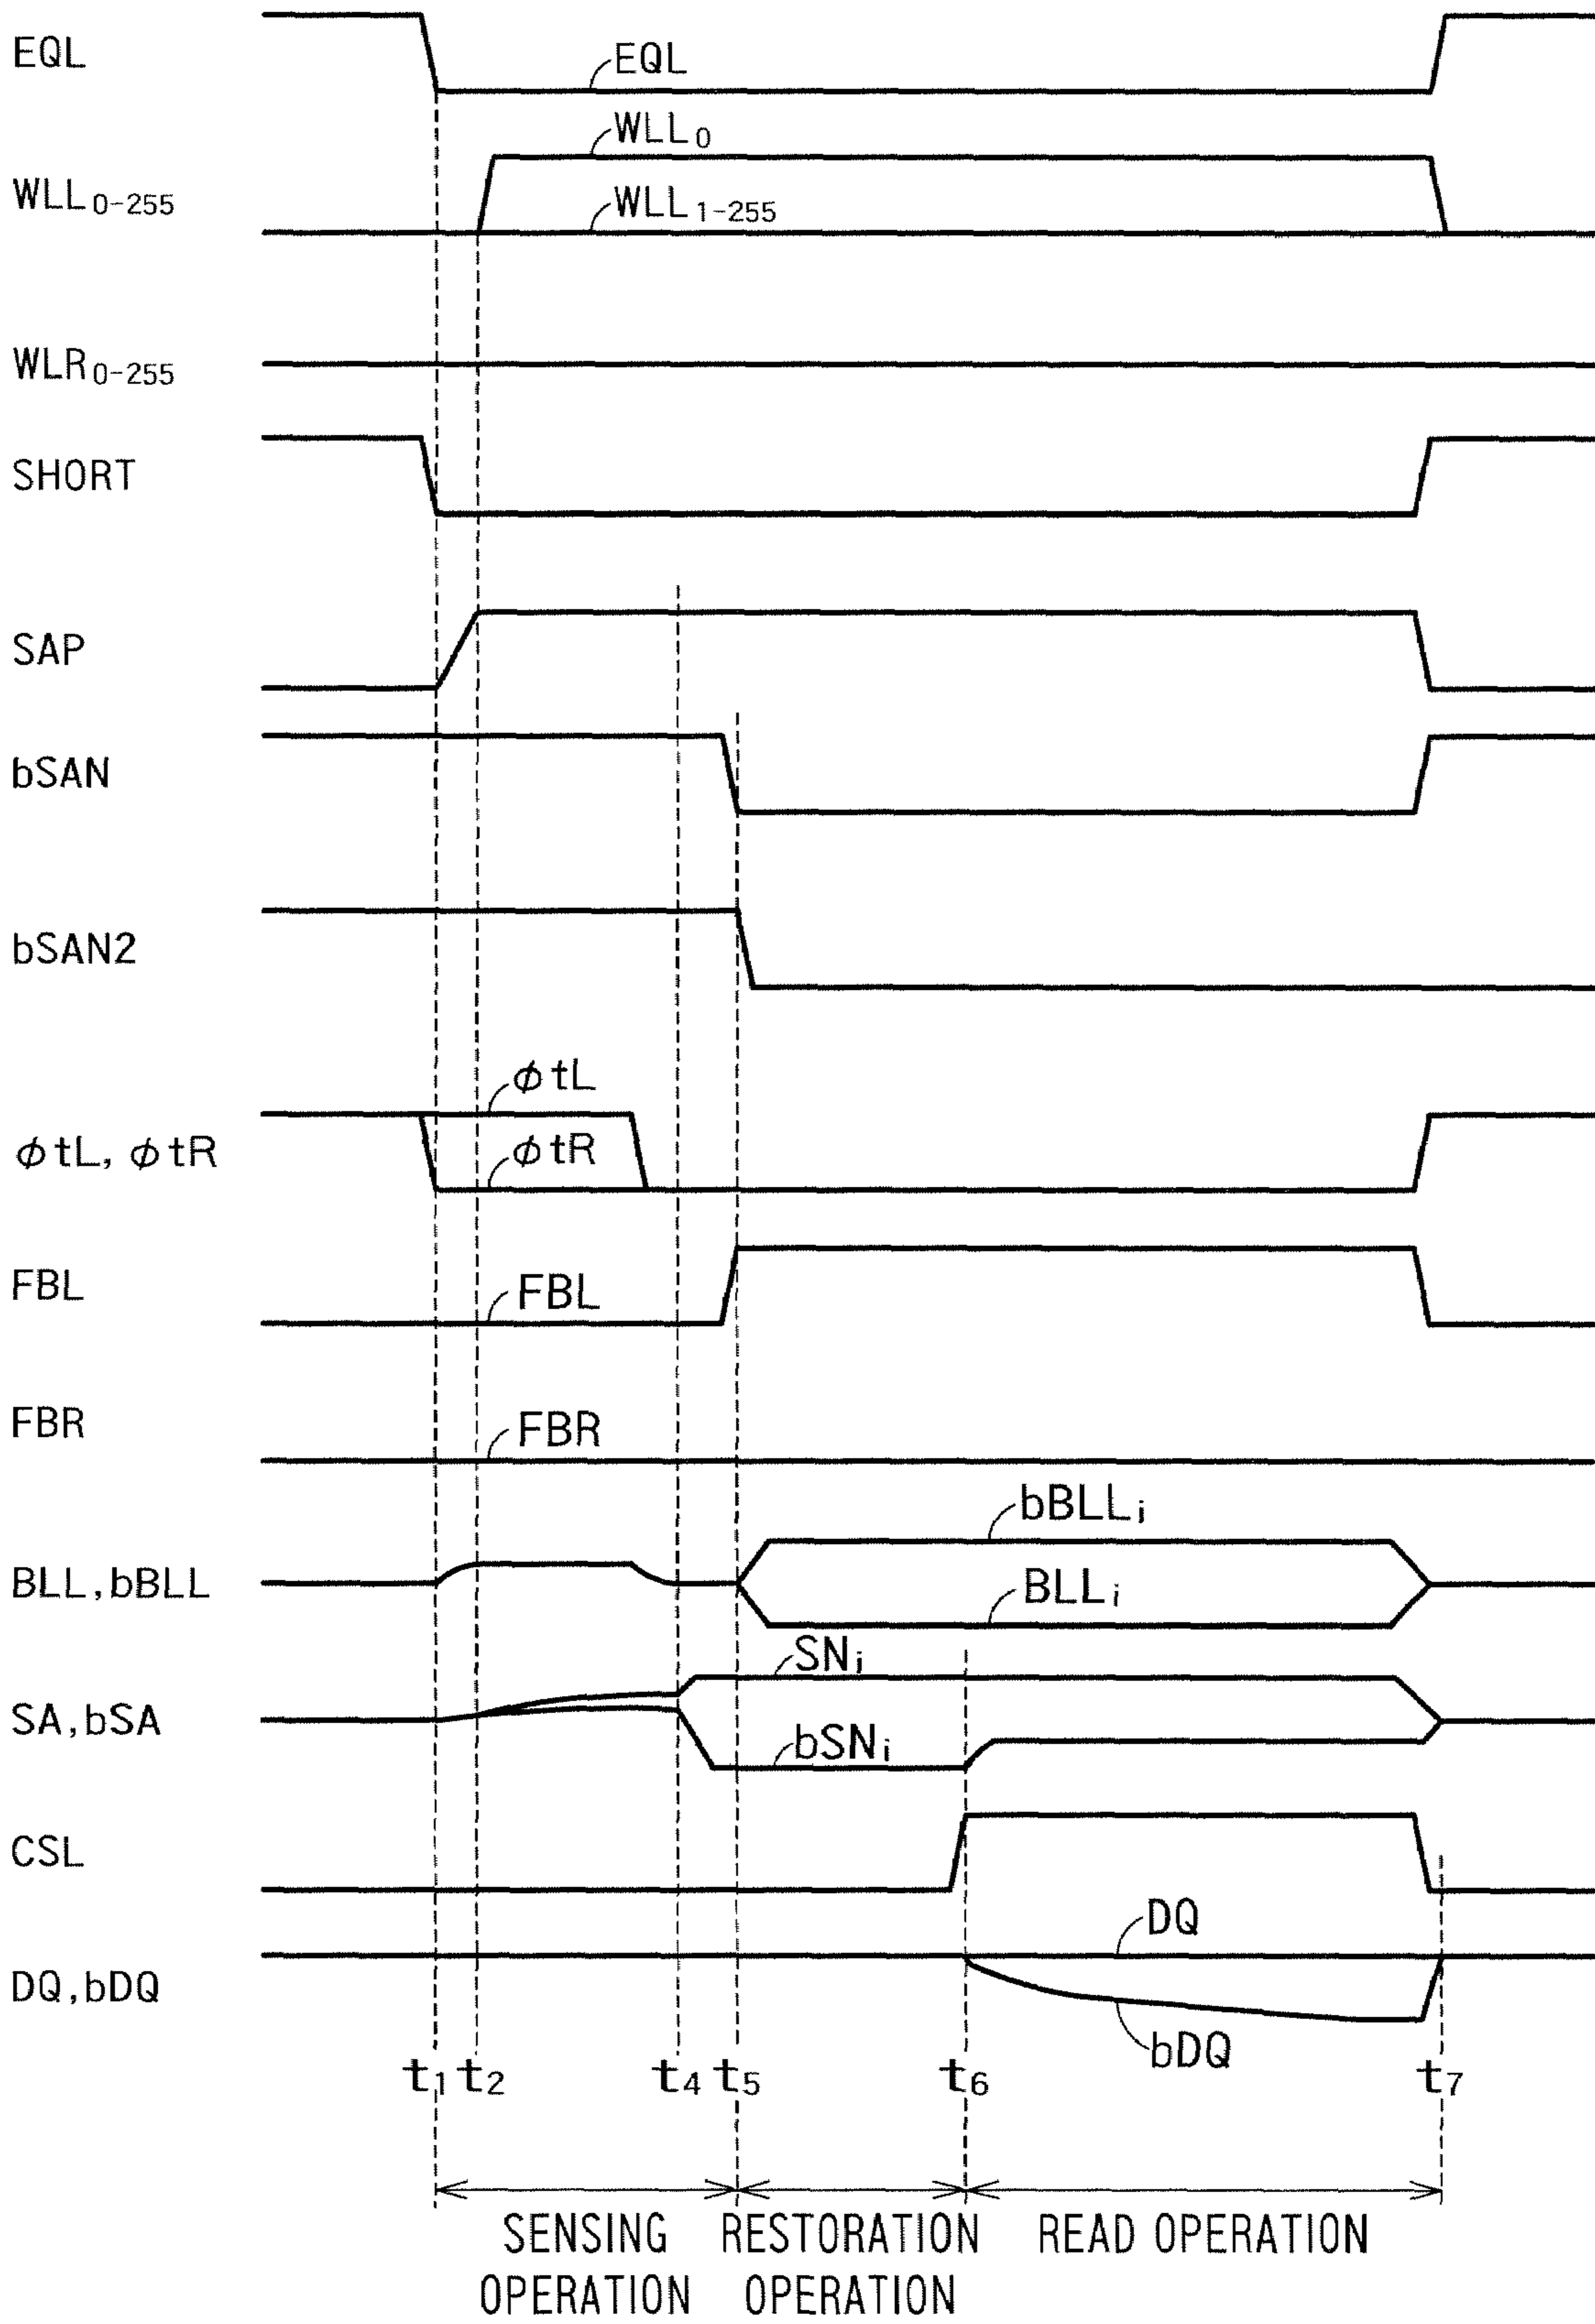 EQL
EQL
WLL₀
WLL₀₋₂₅₅
WLL₁₋₂₅₅
WLR₀₋₂₅₅
SHORT
SAP
bSAN
bSAN2
ϕtL
ϕtL, ϕtR
ϕtR
FBL
FBL
FBR
FBR
bBLLᵢ
BLL,bBLL
BLLᵢ
SNᵢ
SA,bSA
bSNᵢ
CSL
DQ
DQ,bDQ
bDQ
t₁ t₂ t₄ t₅ t₆ t₇
SENSING RESTORATION READ OPERATION
OPERATION OPERATION